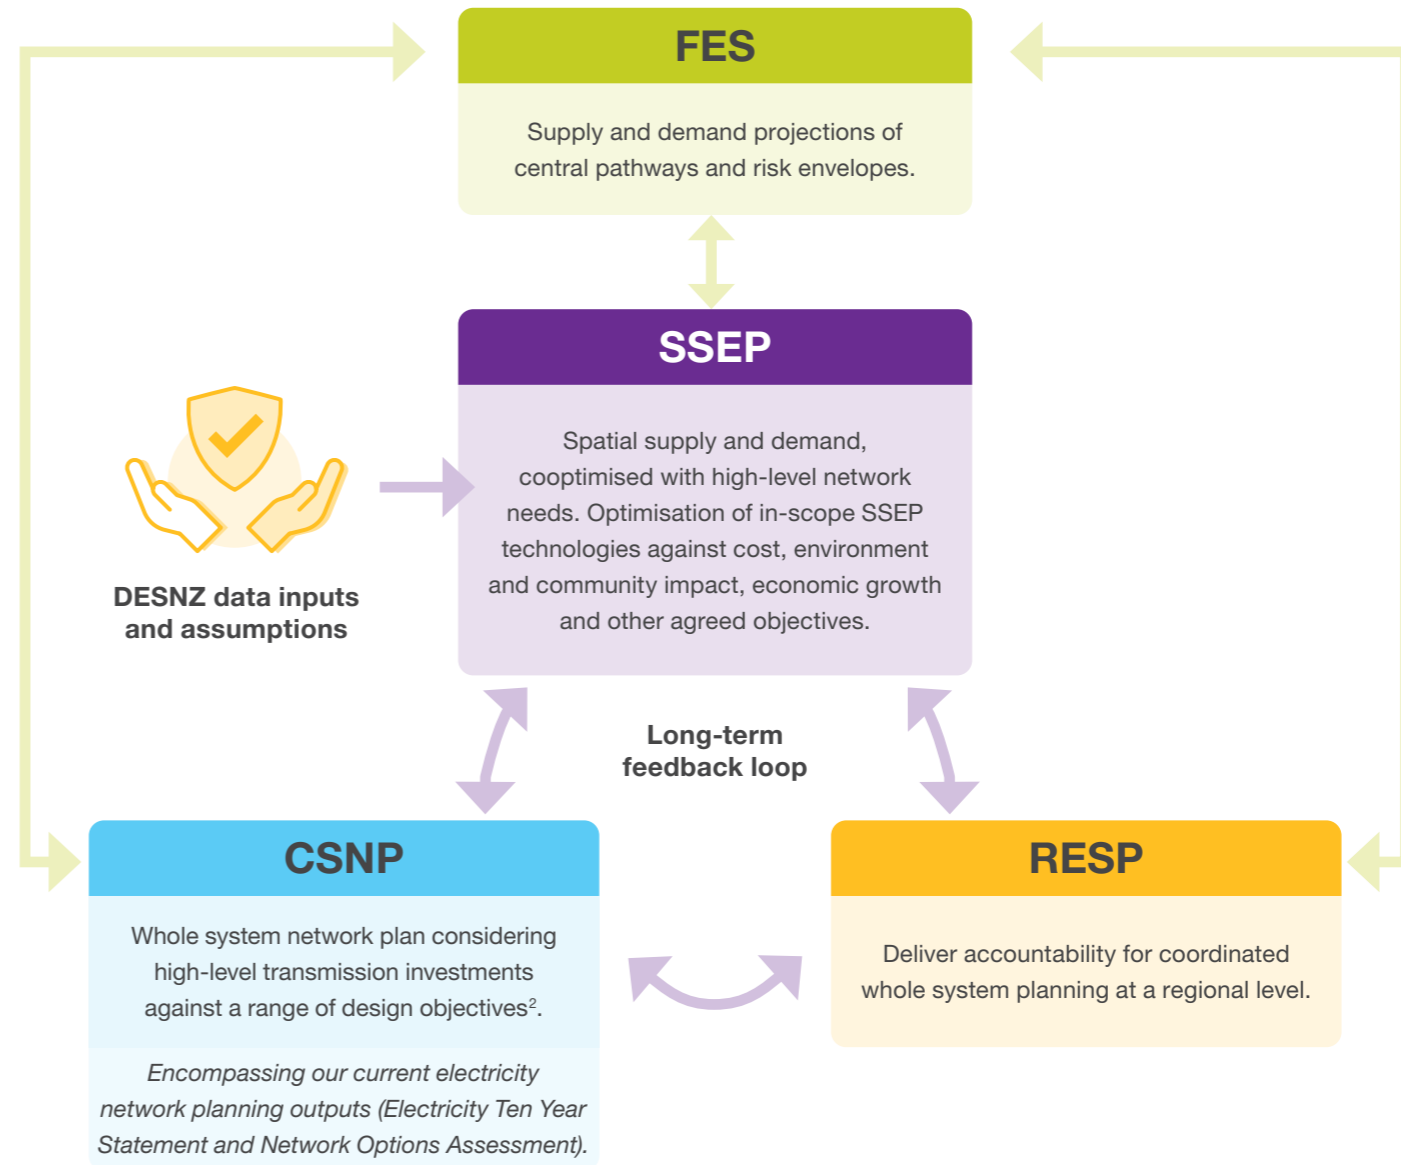 FES
Supply and demand projections of
central pathways and risk envelopes.
SSEP
Spatial supply and demand,
cooptimised with high-level network
needs. Optimisation of in-scope SSEP
technologies against cost, environment
and community impact, economic growth
and other agreed objectives.
DESNZ data inputs
and assumptions
Long-term
feedback loop
CSNP
Whole system network plan considering
high-level transmission investments
against a range of design objectives².
Encompassing our current electricity
network planning outputs (Electricity Ten Year
Statement and Network Options Assessment).
RESP
Deliver accountability for coordinated
whole system planning at a regional level.